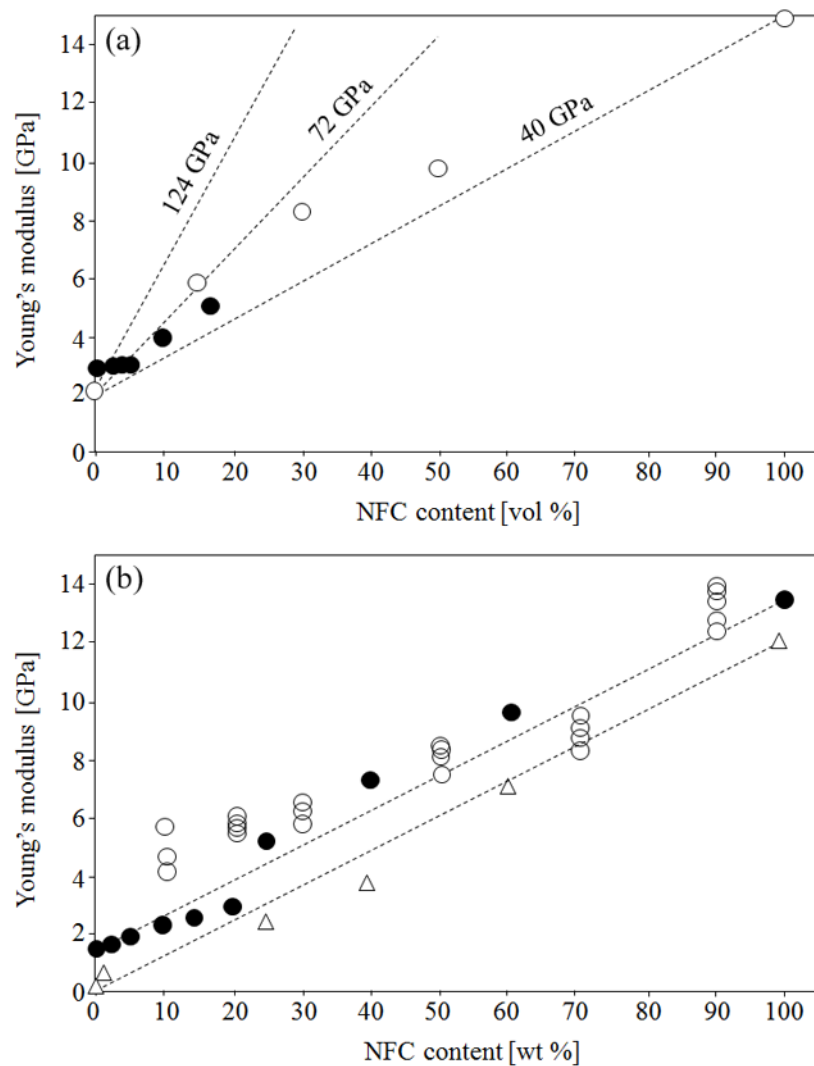 (a)
Young's modulus [GPa]
14
12
10
8
6
4
2
0
124 GPa
72 GPa
40 GPa
0 10 20 30 40 50 60 70 80 90 100
NFC content [vol %]
(b)
Young's modulus [GPa]
14
12
10
8
6
4
2
0
0 10 20 30 40 50 60 70 80 90 100
NFC content [wt %]